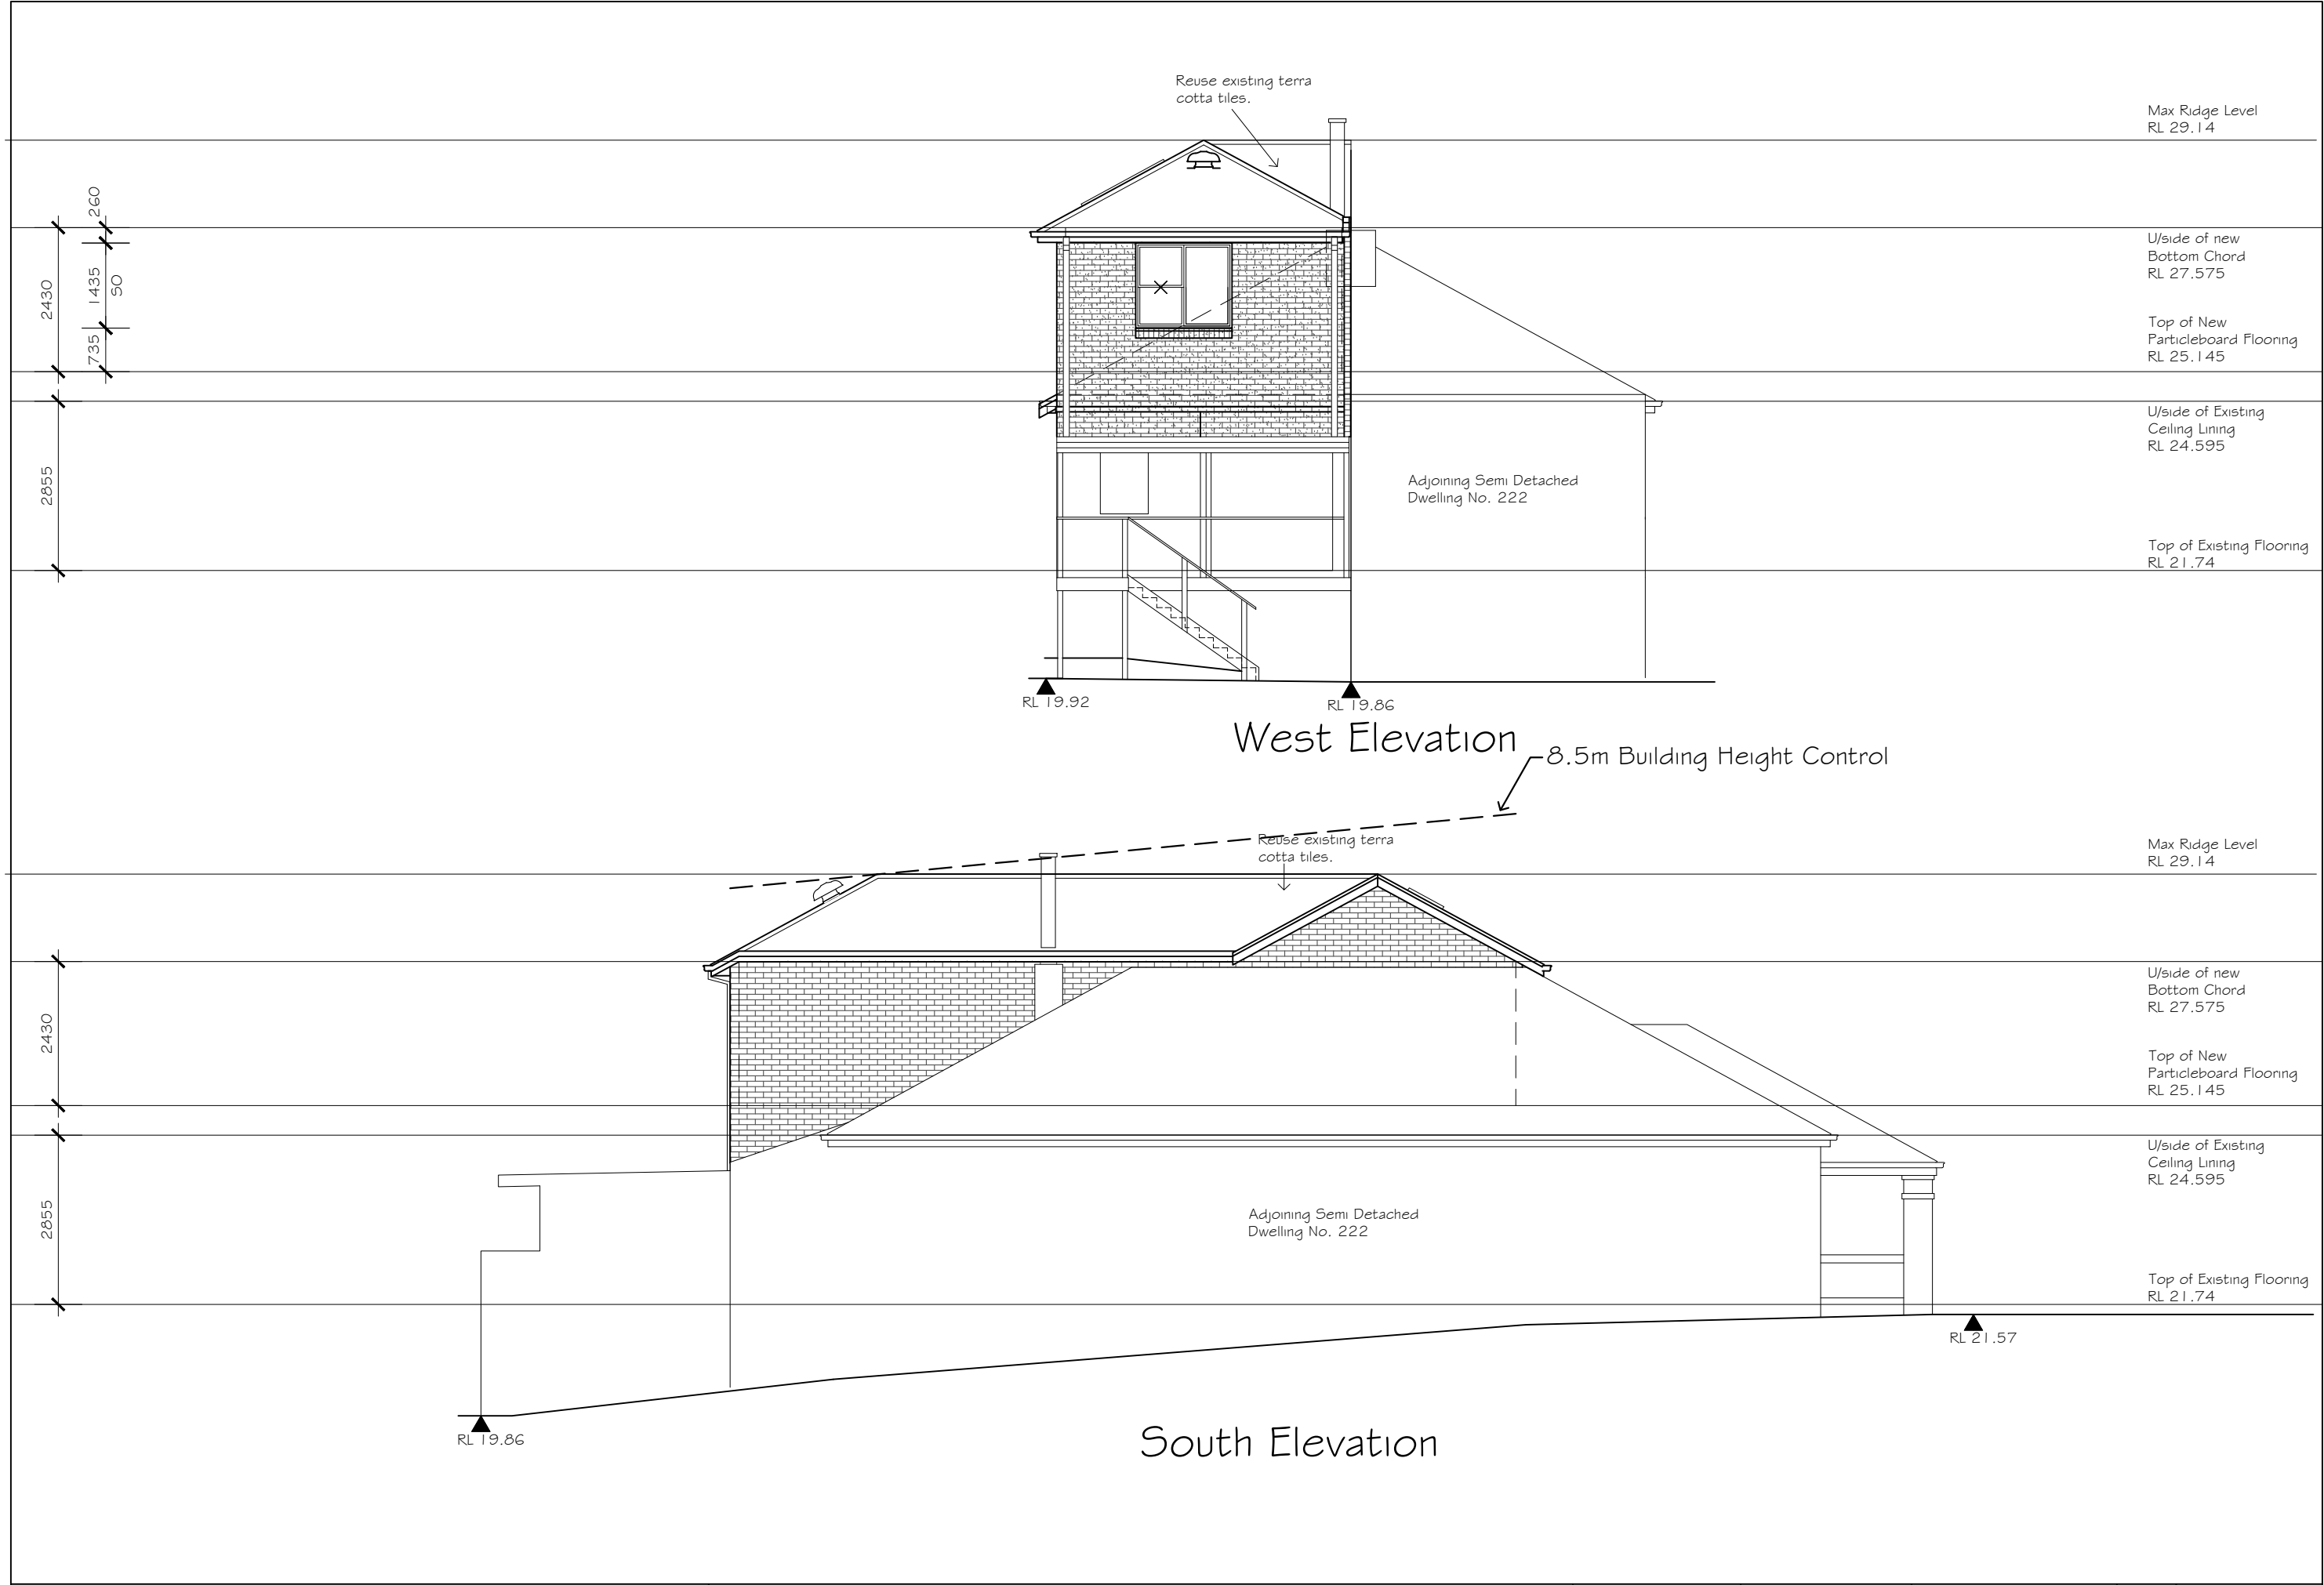 Reuse existing terra
cotta tiles.
Max Ridge Level
RL 29.14
260
2430
1435
SO
735
U/side of new
Bottom Chord
RL 27.575
Top of New
Particleboard Flooring
RL 25.145
U/side of Existing
Ceiling Lining
RL 24.595
2855
Adjoining Semi Detached
Dwelling No. 222
Top of Existing Flooring
RL 21.74
RL 19.92
RL 19.86
West Elevation
8.5m Building Height Control
Reuse existing terra
cotta tiles.
Max Ridge Level
RL 29.14
2430
U/side of new
Bottom Chord
RL 27.575
Top of New
Particleboard Flooring
RL 25.145
U/side of Existing
Ceiling Lining
RL 24.595
2855
Adjoining Semi Detached
Dwelling No. 222
Top of Existing Flooring
RL 21.74
RL 21.57
RL 19.86
South Elevation